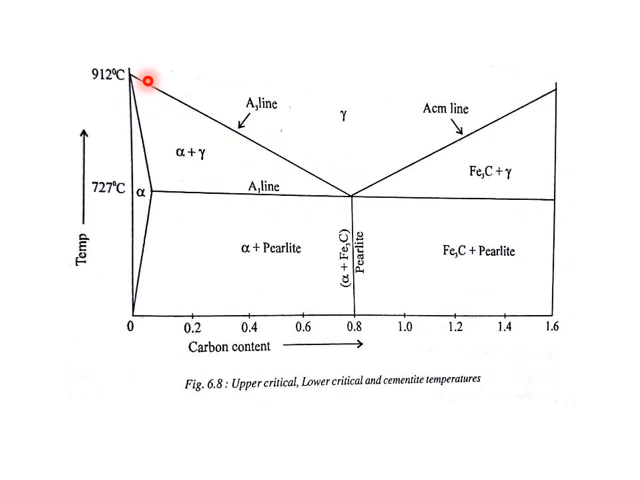 912⁰C
A₃line
γ
Acm line
α+γ
Fe₃C+γ
727⁰C
α
A₁line
Temp
α + Pearlite
(α + Fe₃C)
Pearlite
Fe₃C + Pearlite
0
0.2
0.4
0.6
0.8
1.0
1.2
1.4
1.6
Carbon content
Fig. 6.8 : Upper critical, Lower critical and cementite temperatures